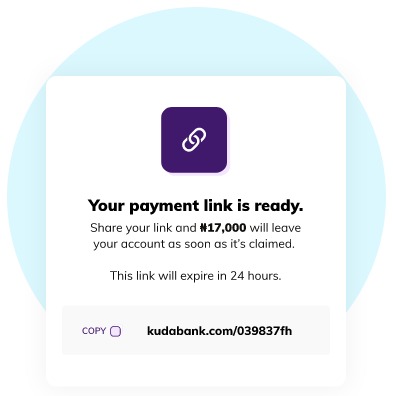 Your payment link is ready.
Share your link and ₦17,000 will leave
your account as soon as it's claimed.
This link will expire in 24 hours.
COPY
kudabank.com/039837fh